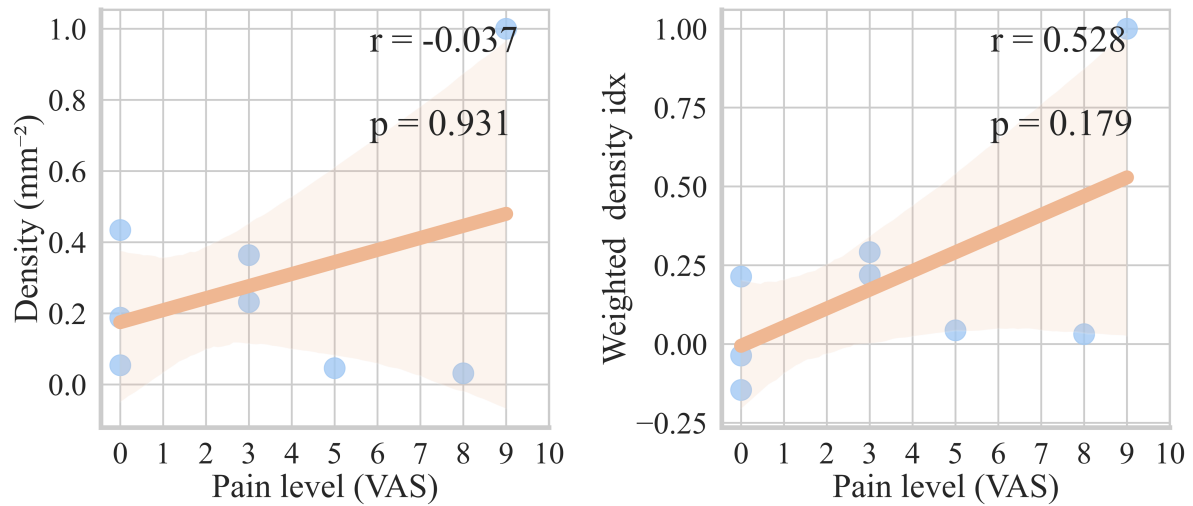 1.0
0.8
0.6
0.4
0.2
0.0
Density (mm⁻²)
r = -0.037
p = 0.931
0 1 2 3 4 5 6 7 8 9 10
Pain level (VAS)
1.00
0.75
0.50
0.25
0.00
−0.25
Weighted density idx
r = 0.528
p = 0.179
0 1 2 3 4 5 6 7 8 9 10
Pain level (VAS)